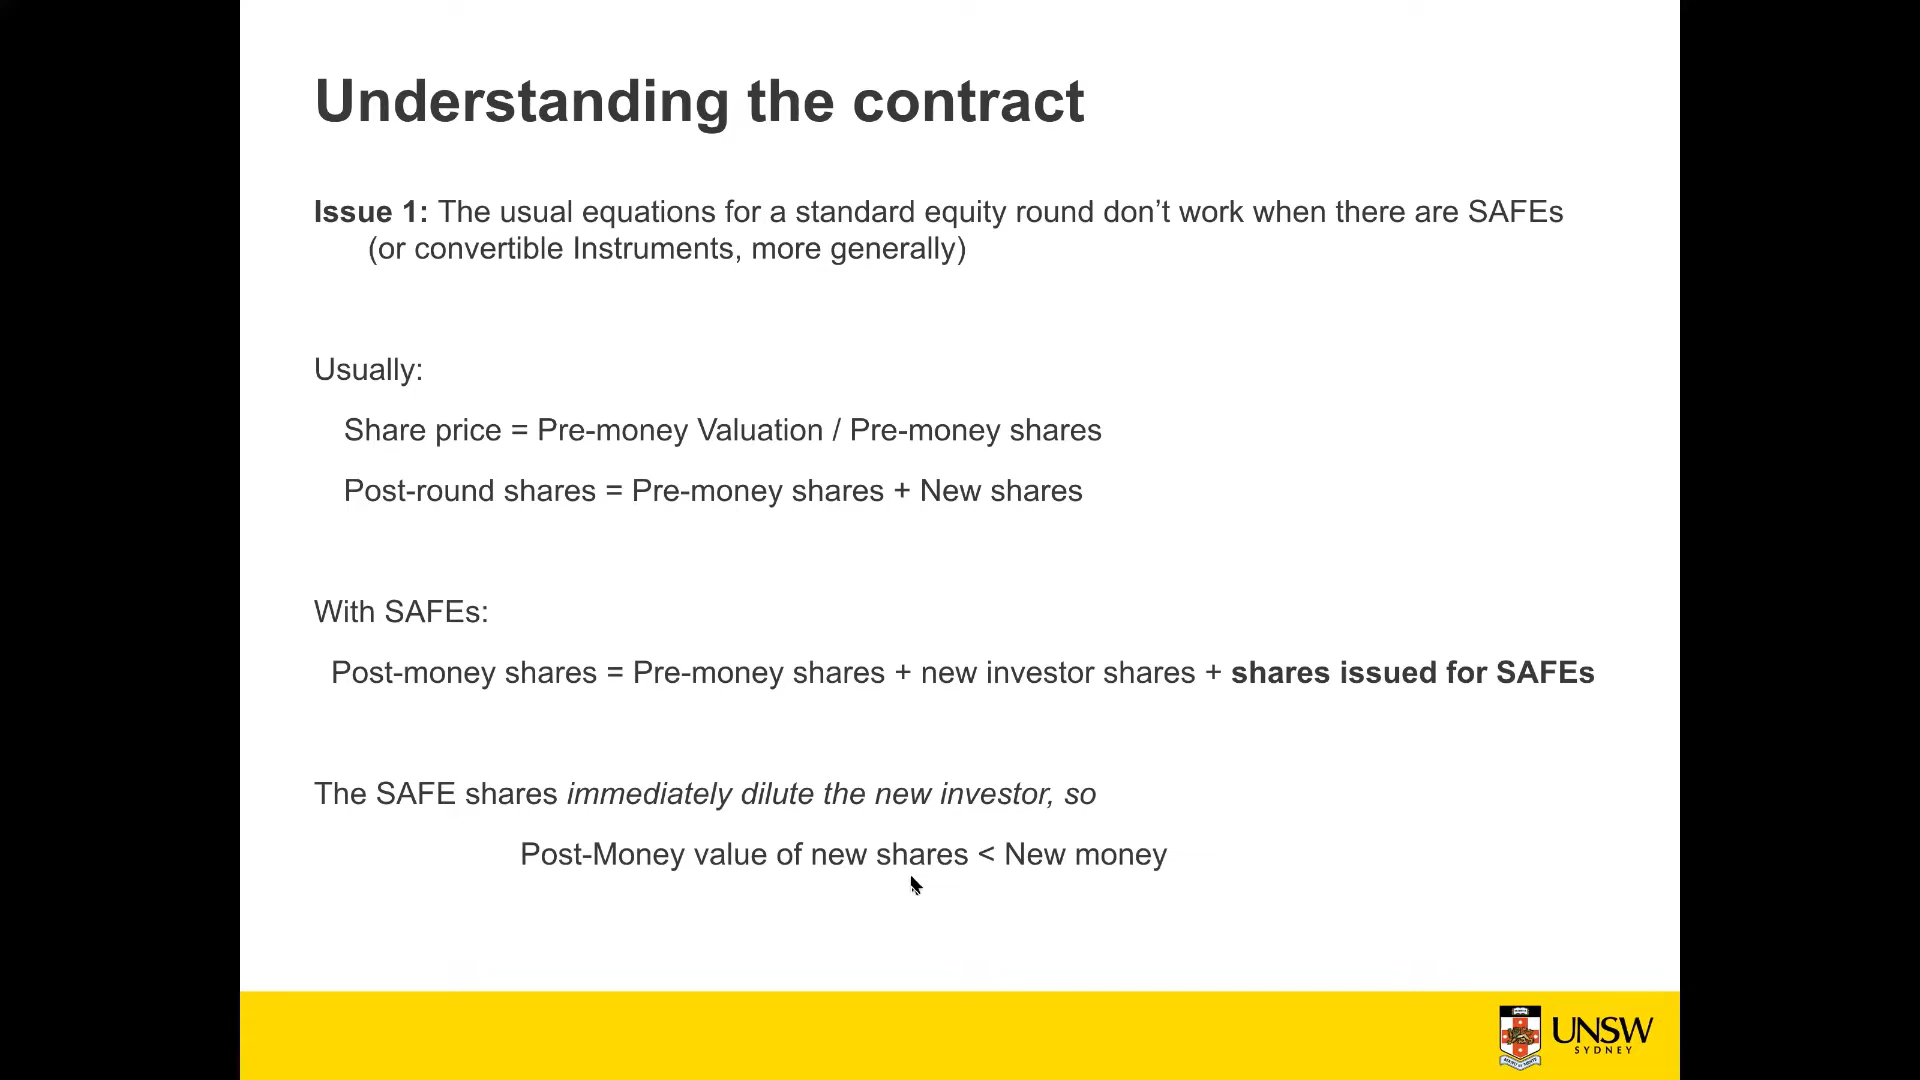 Understanding the contract
Issue 1: The usual equations for a standard equity round don’t work when there are SAFEs
(or convertible Instruments, more generally)
Usually:
Share price = Pre-money Valuation / Pre-money shares
Post-round shares = Pre-money shares + New shares
With SAFEs:
Post-money shares = Pre-money shares + new investor shares + shares issued for SAFEs
The SAFE shares immediately dilute the new investor, so
Post-Money value of new shares < New money
UNSW
SYDNEY